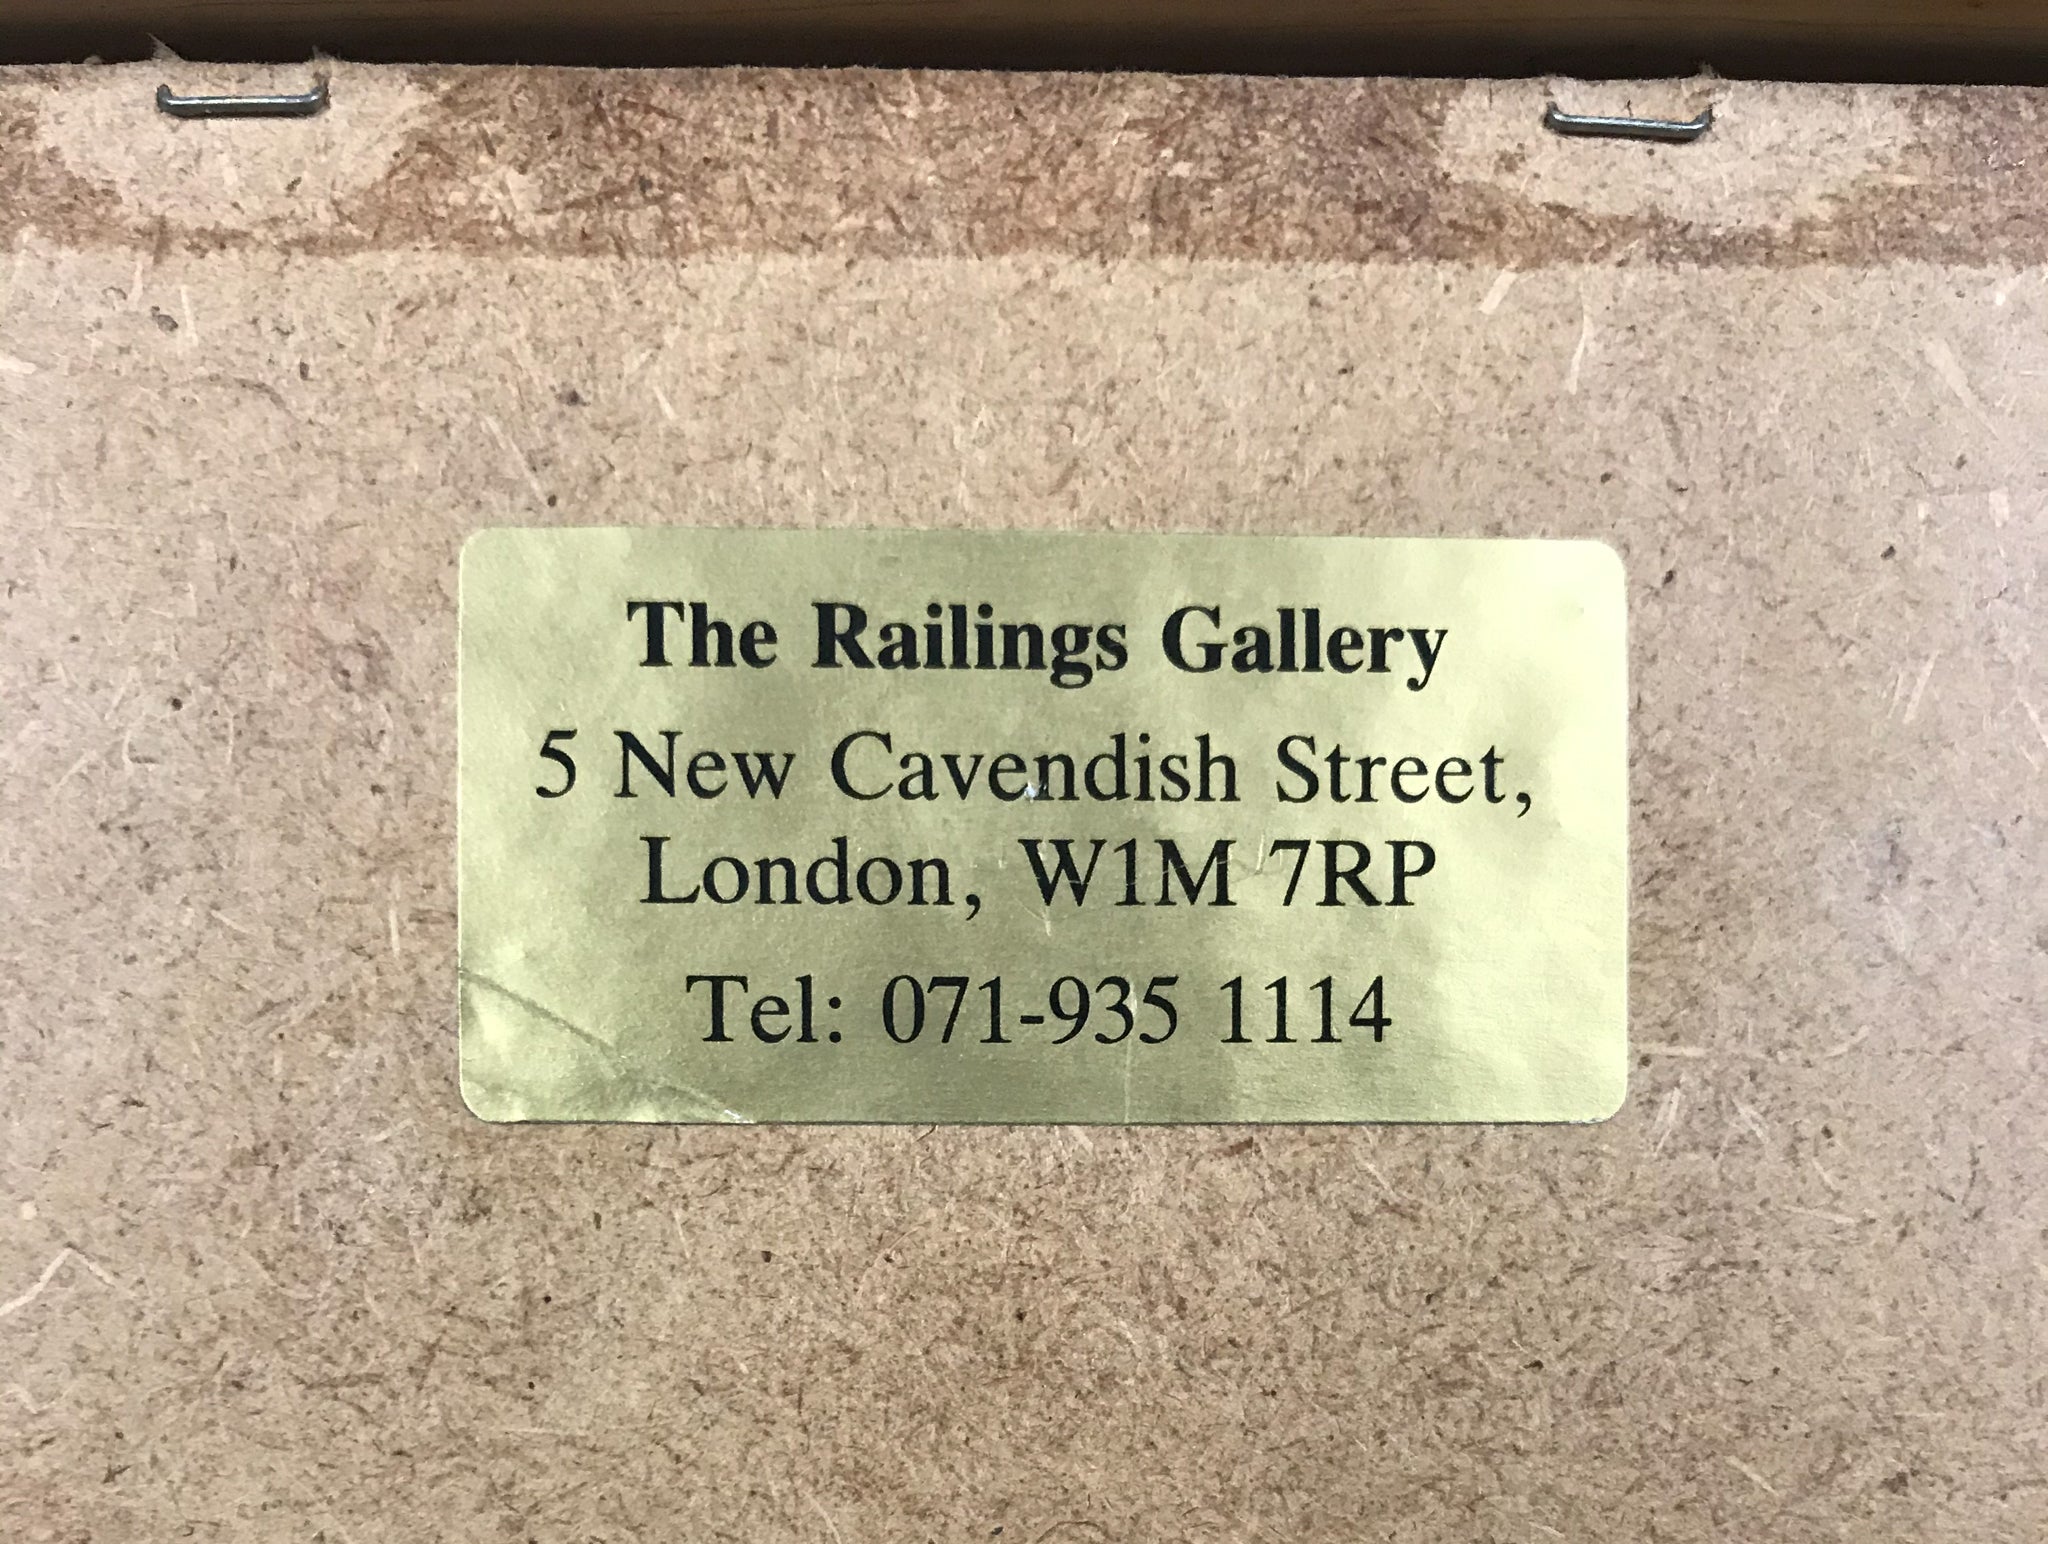 The Railings Gallery
5 New Cavendish Street,
London, W1M 7RP
Tel: 071-935 1114